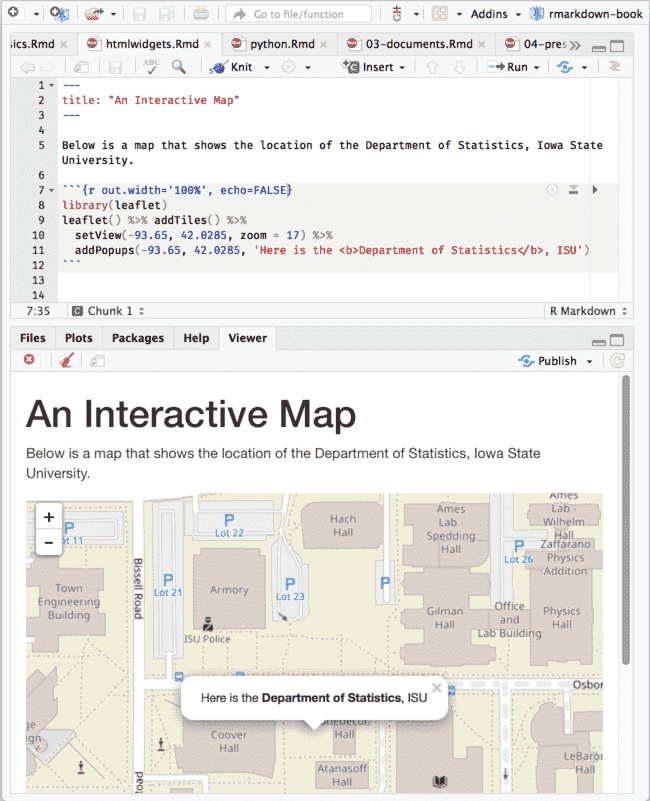 Go to file/function
Addins
rmarkdown-book
sics.Rmd
htmlwidgets.Rmd
python.Rmd
03-documents.Rmd
04-pres
ABC
Knit
Insert
Run
1 ---
2 title: "An Interactive Map"
3 ---
4
5 Below is a map that shows the location of the Department of Statistics, Iowa State
University.
6
7 ```{r out.width='100%', echo=FALSE}
8 library(leaflet)
9 leaflet() %>% addTiles() %>%
10 setView(-93.65, 42.0285, zoom = 17) %>%
11 addPopups(-93.65, 42.0285, 'Here is the <b>Department of Statistics</b>, ISU')
12 ```
13
14
7:35
C Chunk 1
R Markdown
Files
Plots
Packages
Help
Viewer
Publish
An Interactive Map
Below is a map that shows the location of the Department of Statistics, Iowa State
University.
+
−
P
ot 11
P
Lot 22
Hach
Hall
Ames
Lab -
Spedding
Hall
Ames
Lab -
Wilhelm
Hall
P
Lot 26
Zaffarano
Physics
Addition
Town
Engineering
Building
Bissell Road
P
Lot 21
Armory
P
Lot 23
P
ISU Police
Gilman
Hall
Office
and
Lab Building
Physics
Hall
Osbor
Here is the Department of Statistics, ISU
ge
ign
Coover
Hall
Hall
Atanasoff
Hall
LeBaron
Hall